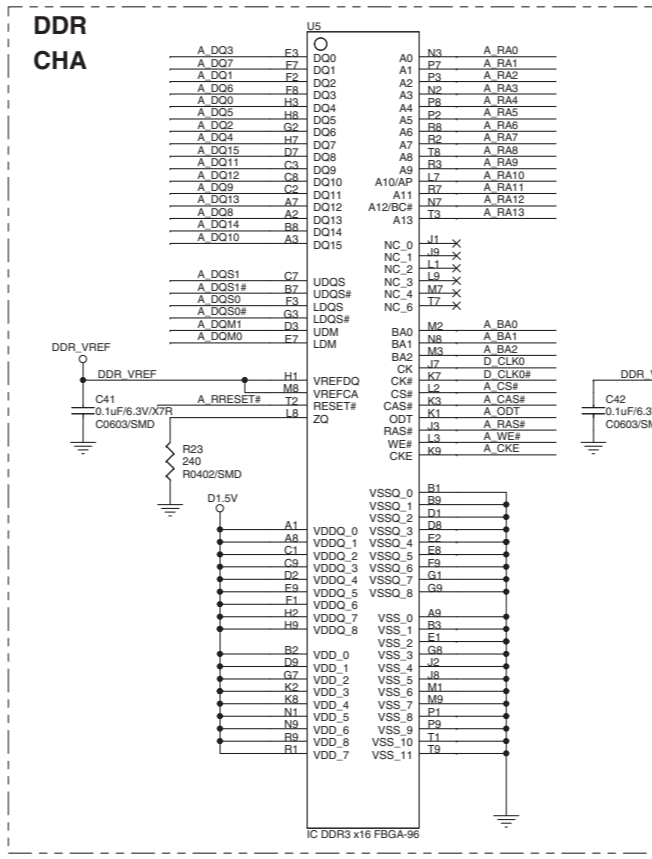 DDR
CHA
U5
A_DQ3 E3 DQ0 A0 N3 A_RA0
A_DQ7 F7 DQ1 A1 P7 A_RA1
A_DQ1 F2 DQ2 A2 P3 A_RA2
A_DQ6 F8 DQ3 A3 N2 A_RA3
A_DQ0 H3 DQ4 A4 P8 A_RA4
A_DQ5 H8 DQ5 A5 P2 A_RA5
A_DQ2 G2 DQ6 A6 R8 A_RA6
A_DQ4 H7 DQ7 A7 R2 A_RA7
A_DQ15 D7 DQ8 A8 T8 A_RA8
A_DQ11 C3 DQ9 A9 R3 A_RA9
A_DQ12 C8 DQ10 A10/AP L7 A_RA10
A_DQ9 C2 DQ11 A11 R7 A_RA11
A_DQ13 A7 DQ12 A12/BC# N7 A_RA12
A_DQ8 A2 DQ13 A13 T3 A_RA13
A_DQ14 B8 DQ14
A_DQ10 A3 DQ15
NC_0 J1
NC_1 J9
NC_2 L1
NC_3 L9
NC_4 M7
NC_6 T7
A_DQS1 C7 UDQS
A_DQS1# B7 UDQS#
A_DQS0 F3 LDQS
A_DQS0# G3 LDQS#
A_DQM1 D3 UDM
A_DQM0 E7 LDM
BA0 M2 A_BA0
BA1 N8 A_BA1
BA2 M3 A_BA2
CK J7 D_CLK0
CK# K7 D_CLK0#
CS# L2 A_CS#
CAS# K3 A_CAS#
ODT K1 A_ODT
RAS# J3 A_RAS#
WE# L3 A_WE#
CKE K9 A_CKE
DDR_VREF
DDR_VREF H1 VREFDQ
M8 VREFCA
A_RRESET# T2 RESET#
L8 ZQ
C41
0.1uF/6.3V/X7R
C0603/SMD
R23
240
R0402/SMD
C42
D1.5V
A1 VDDQ_0
A8 VDDQ_1
C1 VDDQ_2
C9 VDDQ_3
D2 VDDQ_4
E9 VDDQ_5
F1 VDDQ_6
H2 VDDQ_7
H9 VDDQ_8
B2 VDD_0
D9 VDD_1
G7 VDD_2
K2 VDD_3
K8 VDD_4
N1 VDD_5
N9 VDD_6
R9 VDD_8
R1 VDD_7
VSSQ_0 B1
VSSQ_1 B9
VSSQ_2 D1
VSSQ_3 D8
VSSQ_4 E2
VSSQ_5 E8
VSSQ_6 F9
VSSQ_7 G1
VSSQ_8 G9
VSS_0 A9
VSS_1 B3
VSS_2 E1
VSS_3 G8
VSS_4 J2
VSS_5 J8
VSS_6 M1
VSS_7 M9
VSS_8 P1
VSS_9 P9
VSS_10 T1
VSS_11 T9
IC DDR3 x16 FBGA-96